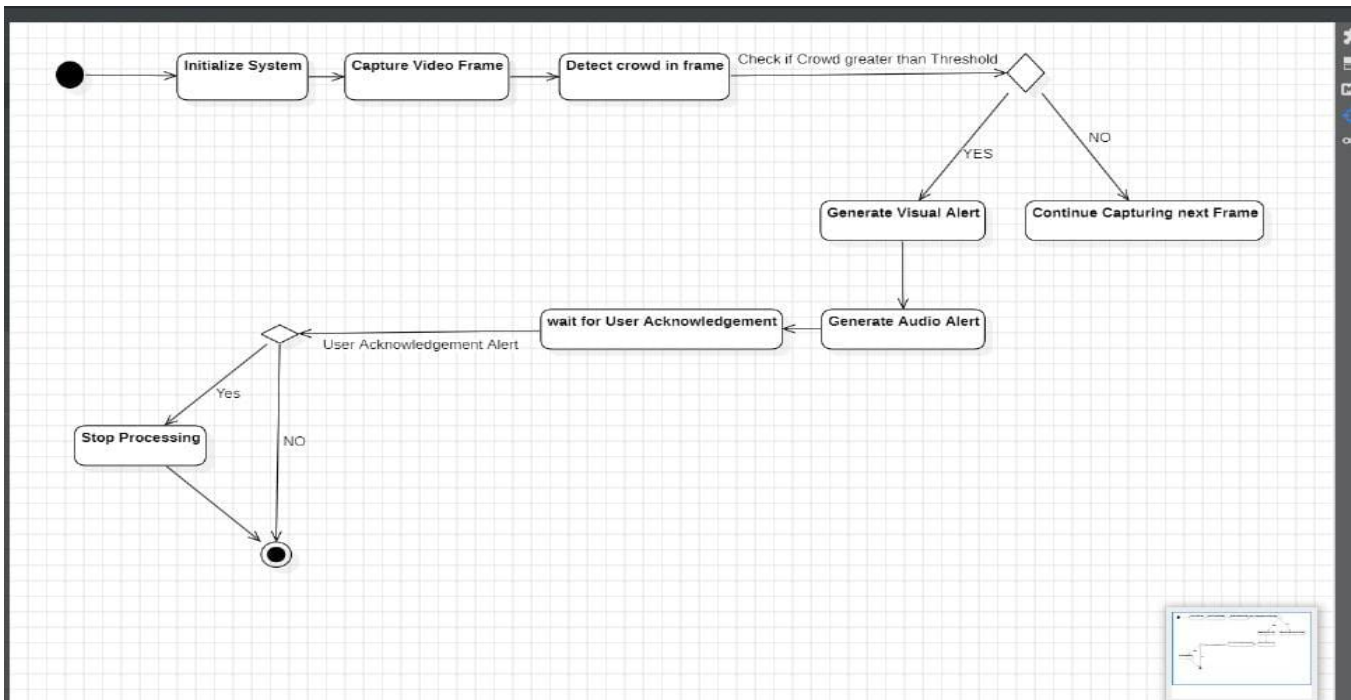 Initialize System
Capture Video Frame
Detect crowd in frame
Check if Crowd greater than Threshold
YES
NO
Generate Visual Alert
Continue Capturing next Frame
wait for User Acknowledgement
Generate Audio Alert
User Acknowledgement Alert
Yes
Stop Processing
NO